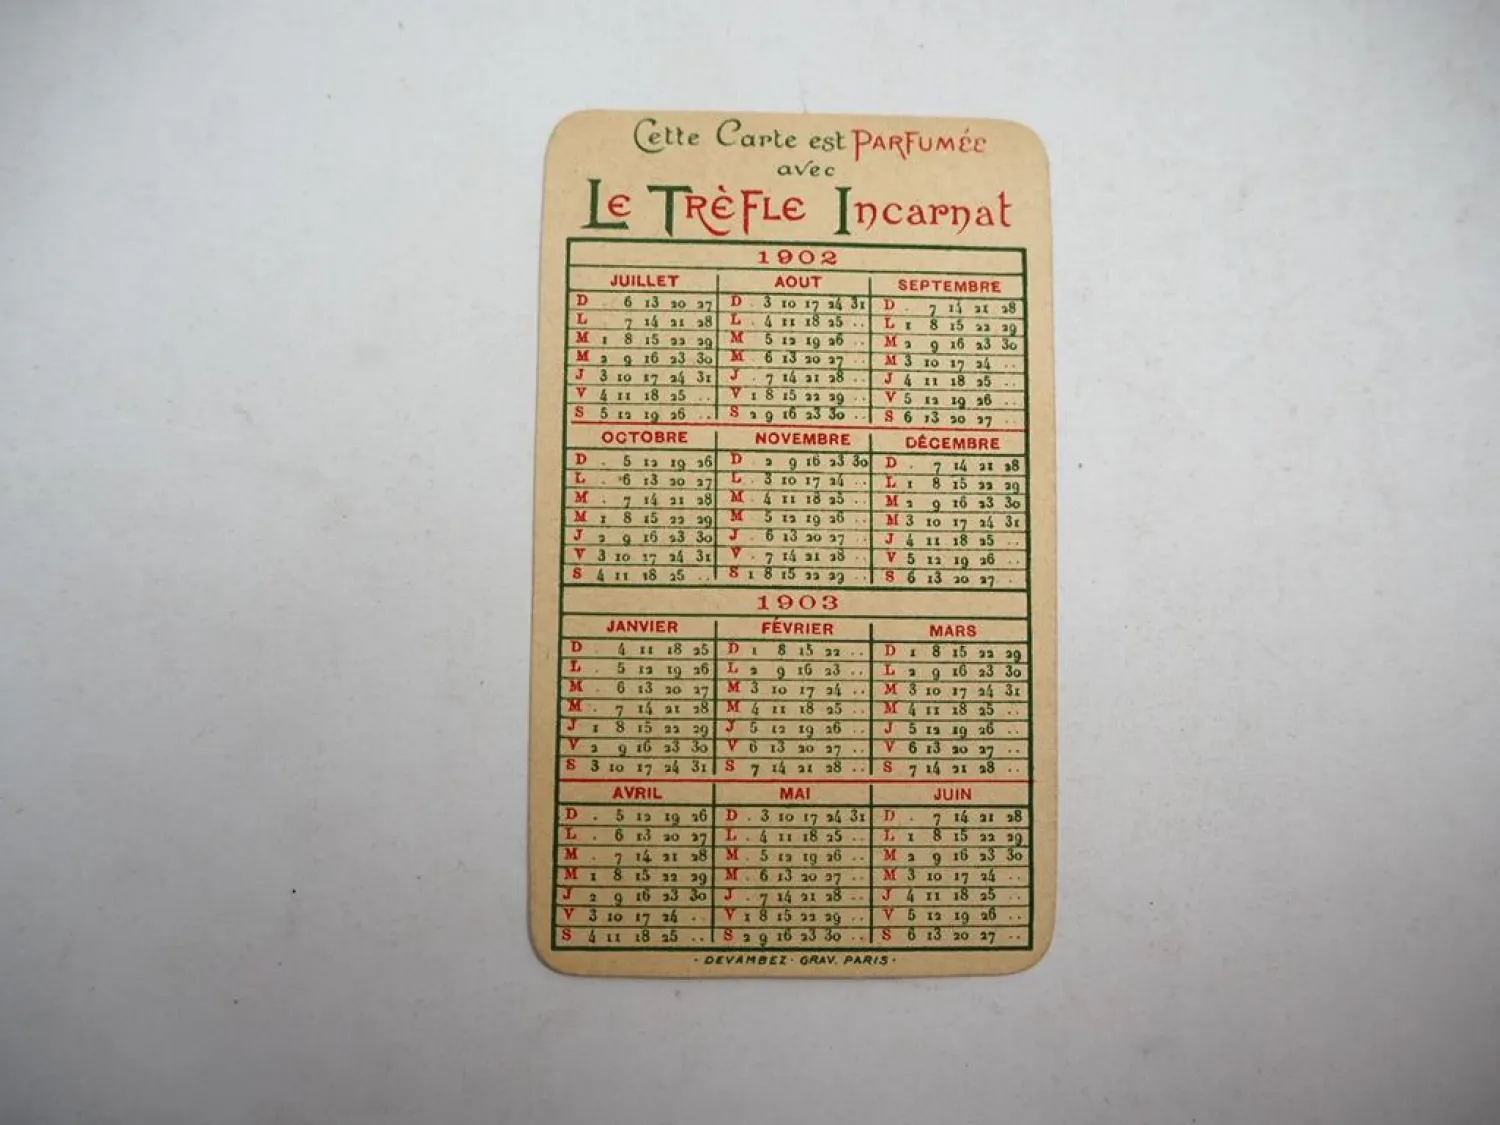 Cette Carte est PARFUMÉE
avec
LE TRÈFLE Incarnat
1902
JUILLET AOUT SEPTEMBRE
D . 6 13 20 27 D . 3 10 17 24 31 D . 7 14 21 28
L . 7 14 21 28 L . 4 11 18 25 .. L 1 8 15 22 29
M 1 8 15 22 29 M 5 12 19 26 .. M 2 9 16 23 30
M 2 9 16 23 30 M . 6 13 20 27 .. M 3 10 17 24 ..
J 3 10 17 24 31 J . 7 14 21 28 .. J 4 11 18 25 ..
V 4 11 18 25 .. V 1 8 15 22 29 .. V 5 12 19 26 ..
S 5 12 19 26 .. S 2 9 16 23 30 .. S 6 13 20 27 ..
OCTOBRE NOVEMBRE DÉCEMBRE
D . 5 12 19 26 D 2 9 16 23 30 D . 7 14 21 28
L . 6 13 20 27 L . 3 10 17 24 .. L 1 8 15 22 29
M . 7 14 21 28 M . 4 11 18 25 .. M 2 9 16 23 30
M 1 8 15 22 29 M 5 12 19 26 .. M 3 10 17 24 31
J 2 9 16 23 30 J . 6 13 20 27 .. J 4 11 18 25 ..
V 3 10 17 24 31 V . 7 14 21 28 .. V 5 12 19 26 ..
S 4 11 18 25 .. S 1 8 15 22 29 .. S 6 13 20 27 .
1903
JANVIER FÉVRIER MARS
D . 4 11 18 25 D 1 8 15 22 .. D 1 8 15 22 29
L . 5 12 19 26 L 2 9 16 23 .. L 2 9 16 23 30
M . 6 13 20 27 M 3 10 17 24 .. M 3 10 17 24 31
M . 7 14 21 28 M 4 11 18 25 .. M 4 11 18 25 ..
J 1 8 15 22 29 J 5 12 19 26 .. J 5 12 19 26 ..
V 2 9 16 23 30 V 6 13 20 27 .. V 6 13 20 27 ..
S 3 10 17 24 31 S 7 14 21 28 .. S 7 14 21 28 ..
AVRIL MAI JUIN
D . 5 12 19 26 D . 3 10 17 24 31 D . 7 14 21 28
L . 6 13 20 27 L . 4 11 18 25 .. L 1 8 15 22 29
M . 7 14 21 28 M . 5 12 19 26 .. M 2 9 16 23 30
M 1 8 15 22 29 M . 6 13 20 27 .. M 3 10 17 24 ..
J 2 9 16 23 30 J . 7 14 21 28 .. J 4 11 18 25 ..
V 3 10 17 24 .. V 1 8 15 22 29 .. V 5 12 19 26 ..
S 4 11 18 25 .. S 2 9 16 23 30 .. S 6 13 20 27 ..
· DEVAMBEZ · GRAV. PARIS ·